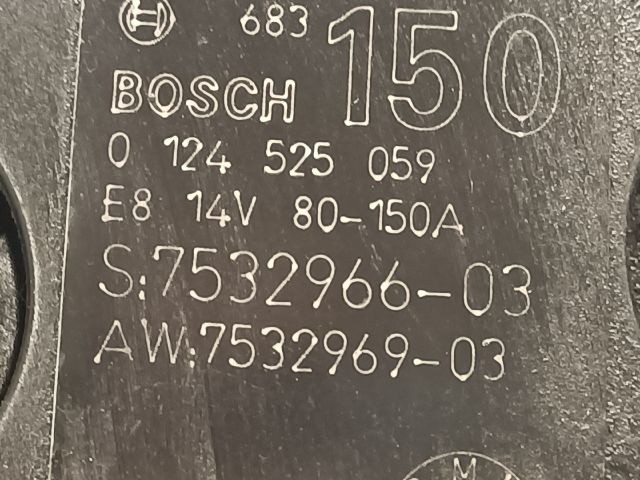 683 150
BOSCH
0 124 525 059
E8 14V 80-150A
S:7532966-03
AW:7532969-03
M